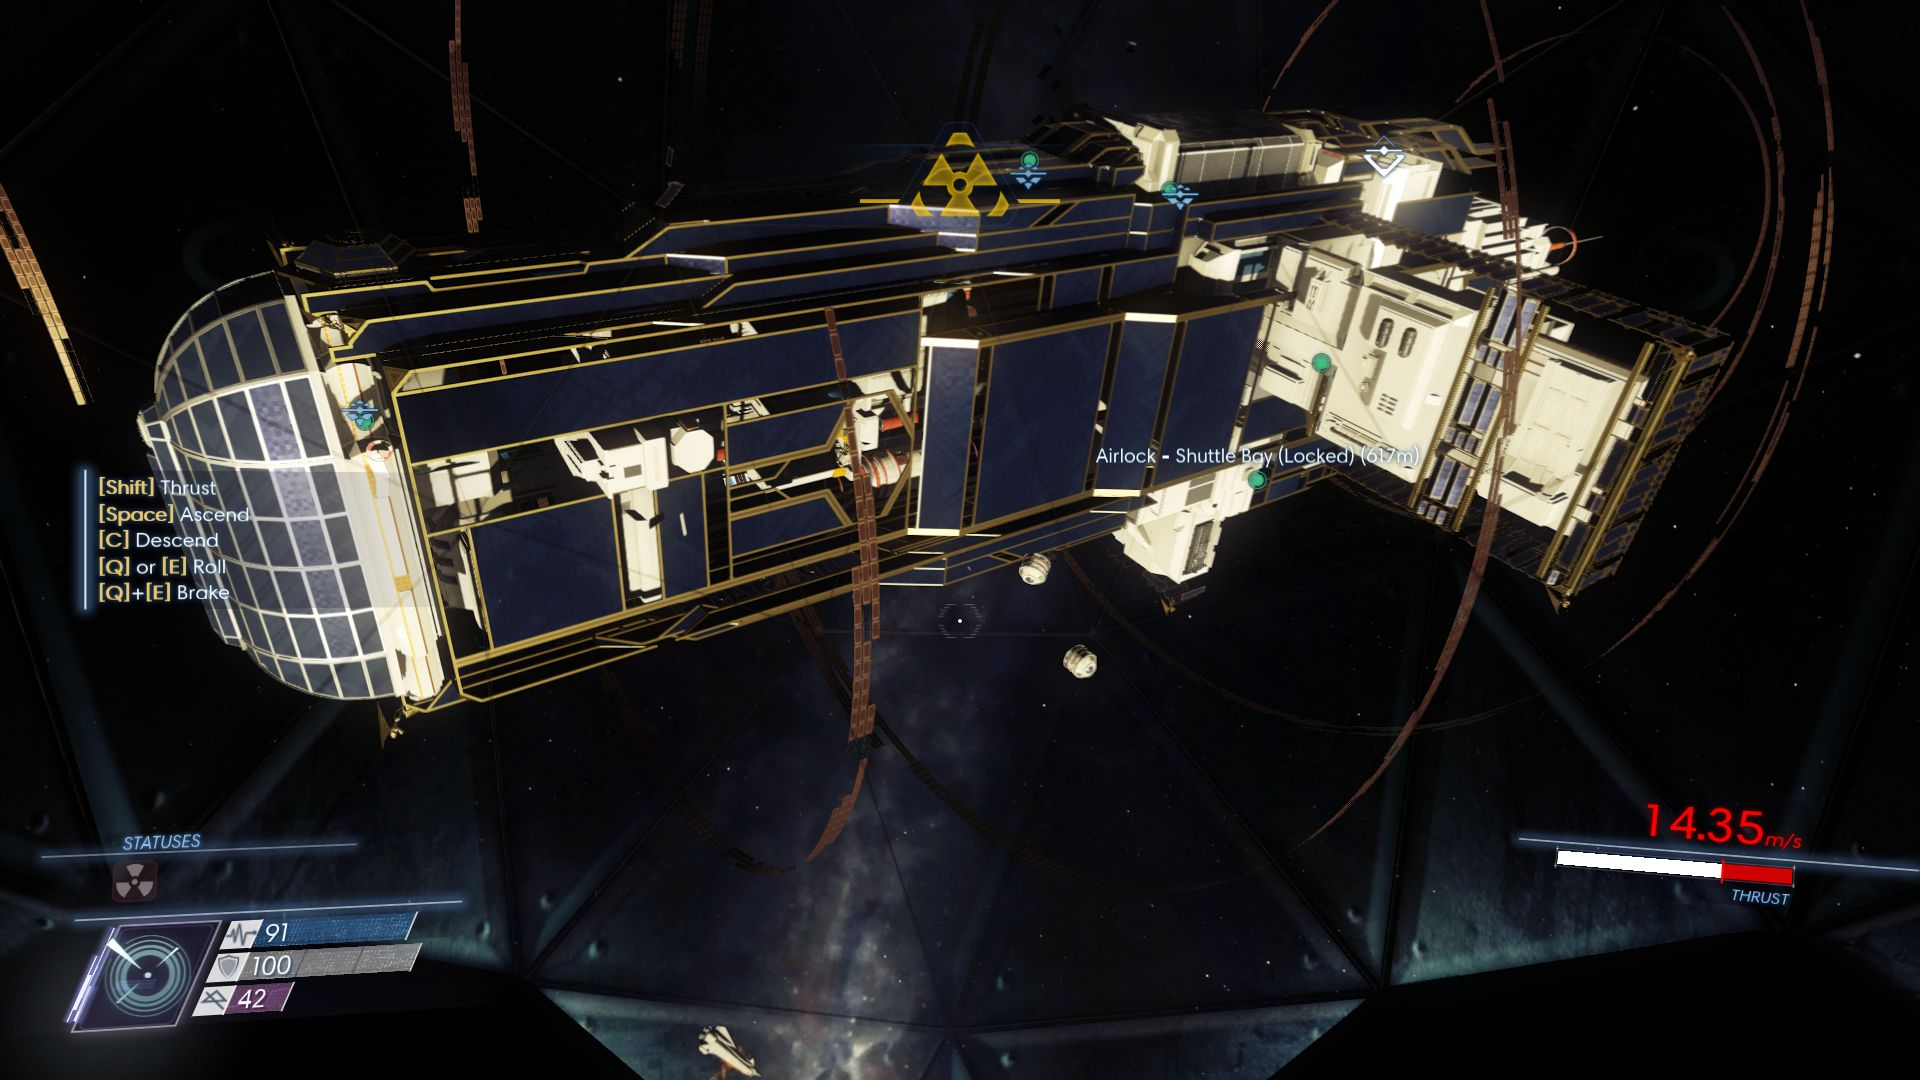 Airlock - Shuttle Bay (Locked) (617m)
[Shift] Thrust
[Space] Ascend
[C] Descend
[Q] or [E] Roll
[Q]+[E] Brake
STATUSES
91
100
42
14.35m/s
THRUST